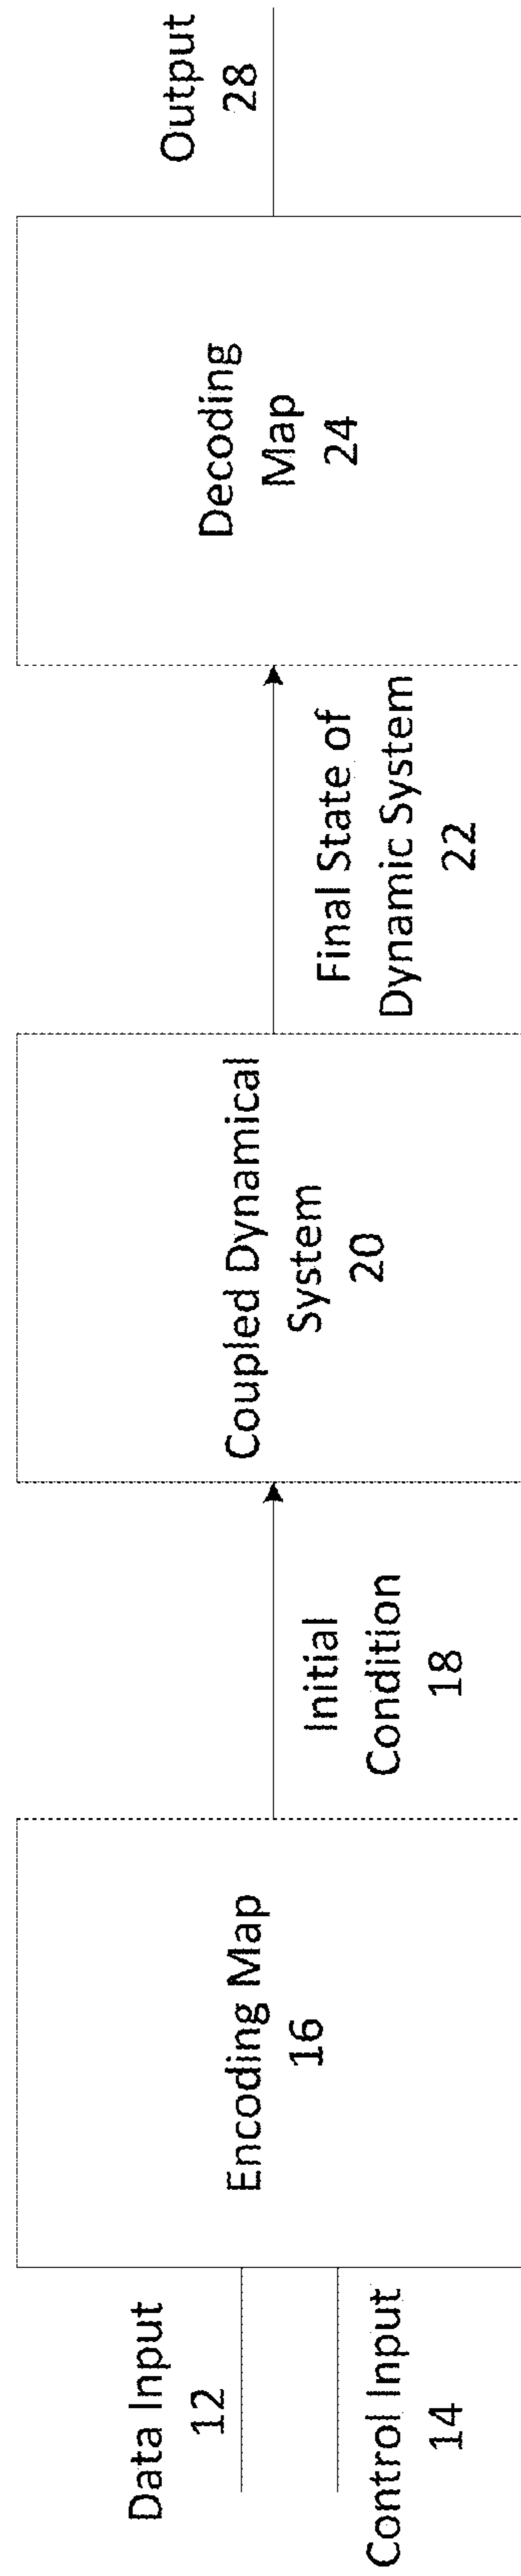 Data Input
12
Control Input
14
Encoding Map
16
Initial
Condition
18
Coupled Dynamical
System
20
Final State of
Dynamic System
22
Decoding
Map
24
Output
28